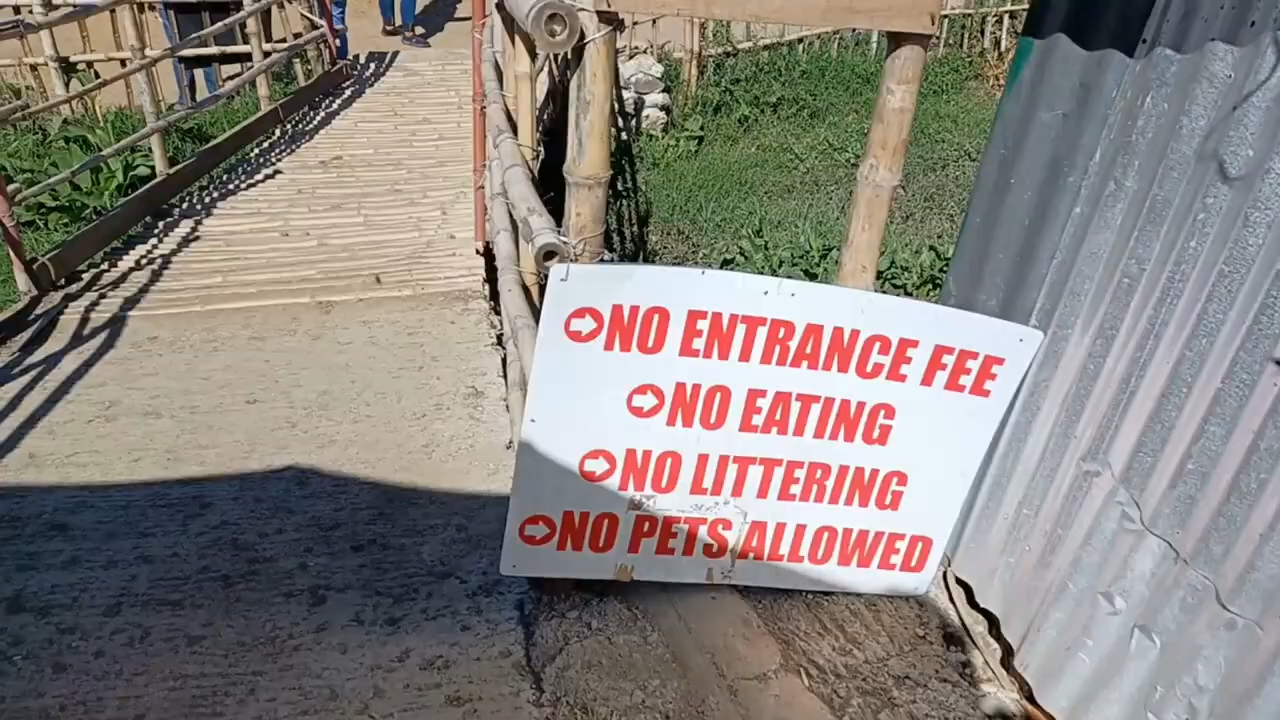 ➲NO ENTRANCE FEE
➲NO EATING
➲NO LITTERING
➲NO PETS ALLOWED